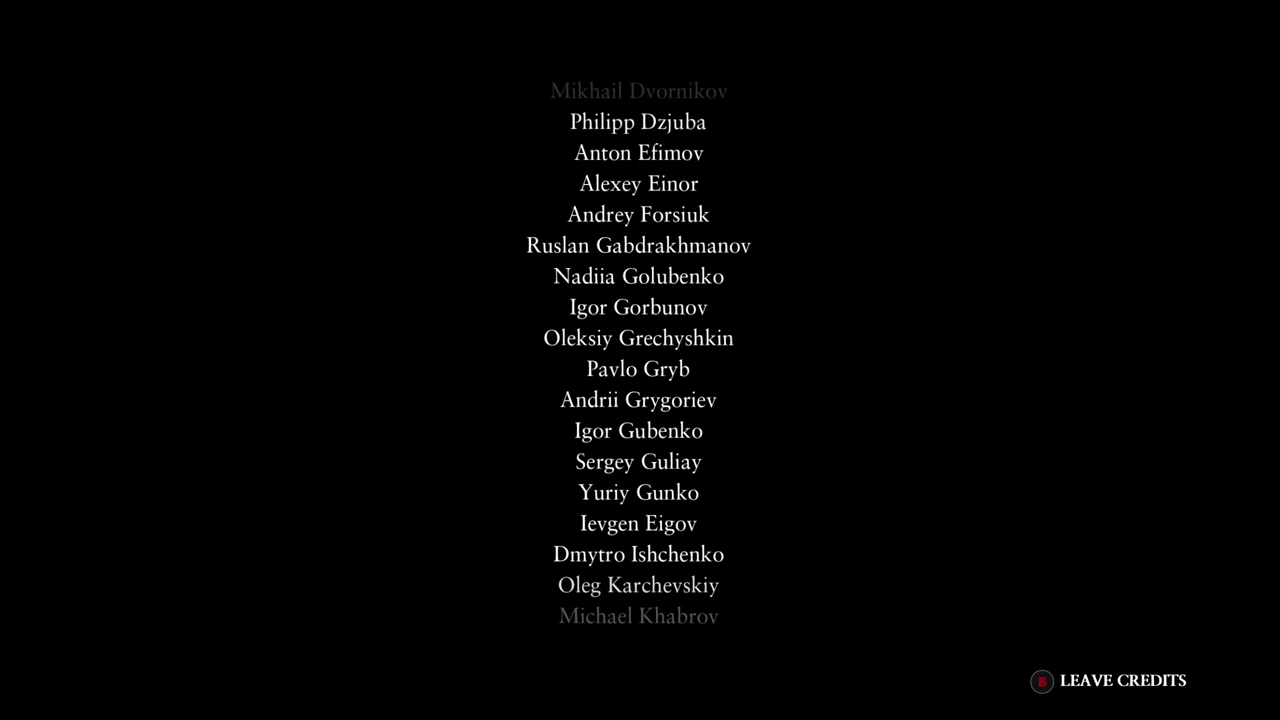 Mikhail Dvornikov
Philipp Dzjuba
Anton Efimov
Alexey Einor
Andrey Forsiuk
Ruslan Gabdrakhmanov
Nadiia Golubenko
Igor Gorbunov
Oleksiy Grechyshkin
Pavlo Gryb
Andrii Grygoriev
Igor Gubenko
Sergey Guliay
Yuriy Gunko
Ievgen Eigov
Dmytro Ishchenko
Oleg Karchevskiy
Michael Khabrov
B LEAVE CREDITS